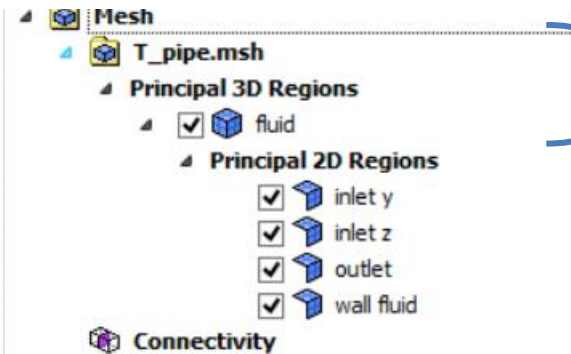 Mesh
T_pipe.msh
Principal 3D Regions
fluid
Principal 2D Regions
inlet y
inlet z
outlet
wall fluid
Connectivity